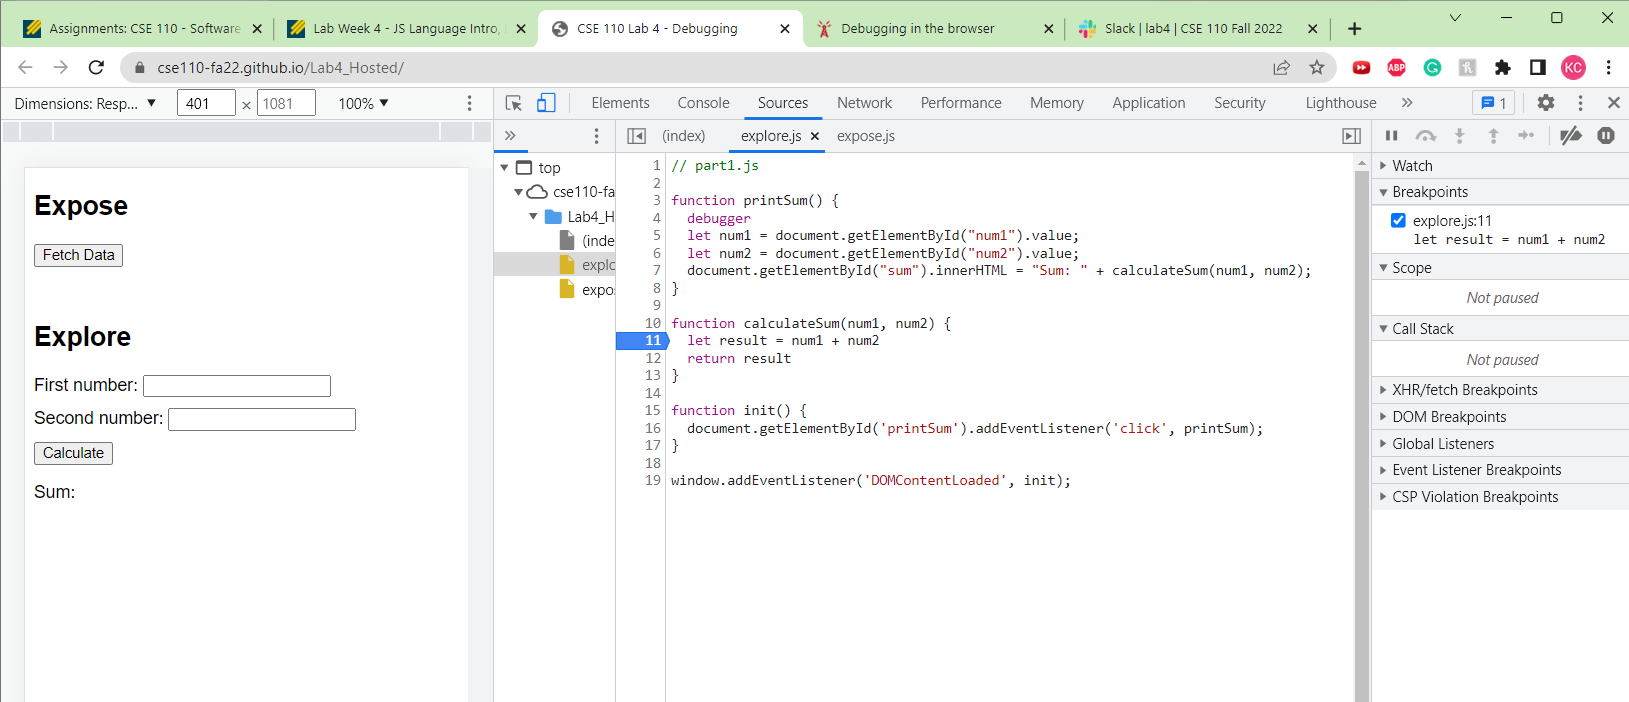 Assignments: CSE 110 - Software
Lab Week 4 - JS Language Intro,
CSE 110 Lab 4 - Debugging
Debugging in the browser
Slack | lab4 | CSE 110 Fall 2022
cse110-fa22.github.io/Lab4_Hosted/
ABP
KC
Dimensions: Resp... ▼ 401 × 1081 100% ▼
Elements Console Sources Network Performance Memory Application Security Lighthouse » 1
» (index) explore.js × expose.js
Expose
Fetch Data
Explore
First number:
Second number:
Calculate
Sum:
top
cse110-fa
Lab4_H
(inde
explo
expo
1 // part1.js
2
3 function printSum() {
4 debugger
5 let num1 = document.getElementById("num1").value;
6 let num2 = document.getElementById("num2").value;
7 document.getElementById("sum").innerHTML = "Sum: " + calculateSum(num1, num2);
8 }
9
10 function calculateSum(num1, num2) {
11 let result = num1 + num2
12 return result
13 }
14
15 function init() {
16 document.getElementById('printSum').addEventListener('click', printSum);
17 }
18
19 window.addEventListener('DOMContentLoaded', init);
Watch
Breakpoints
explore.js:11
let result = num1 + num2
Scope
Not paused
Call Stack
Not paused
XHR/fetch Breakpoints
DOM Breakpoints
Global Listeners
Event Listener Breakpoints
CSP Violation Breakpoints